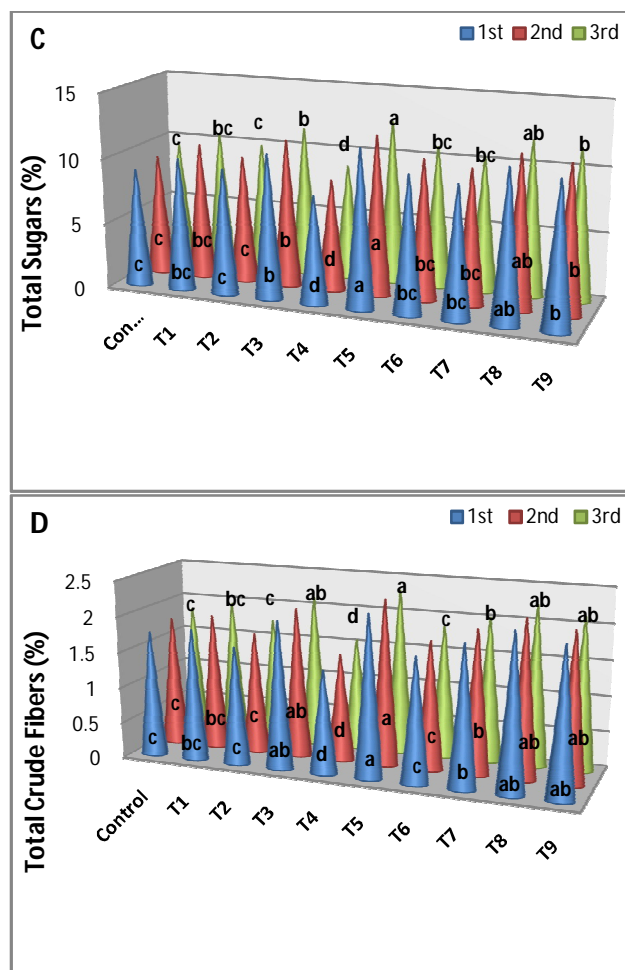 C
1st 2nd 3rd
Total Sugars (%)
15
10
5
0
c bc c b d a bc bc ab b
c bc c b d a bc bc ab b
c bc c b d a bc bc ab b
Con... T1 T2 T3 T4 T5 T6 T7 T8 T9
D
1st 2nd 3rd
Total Crude Fibers (%)
2.5
2
1.5
1
0.5
0
c bc c ab d a c b ab ab
c bc c ab d a c b ab ab
c bc c ab d a c b ab ab
Control T1 T2 T3 T4 T5 T6 T7 T8 T9